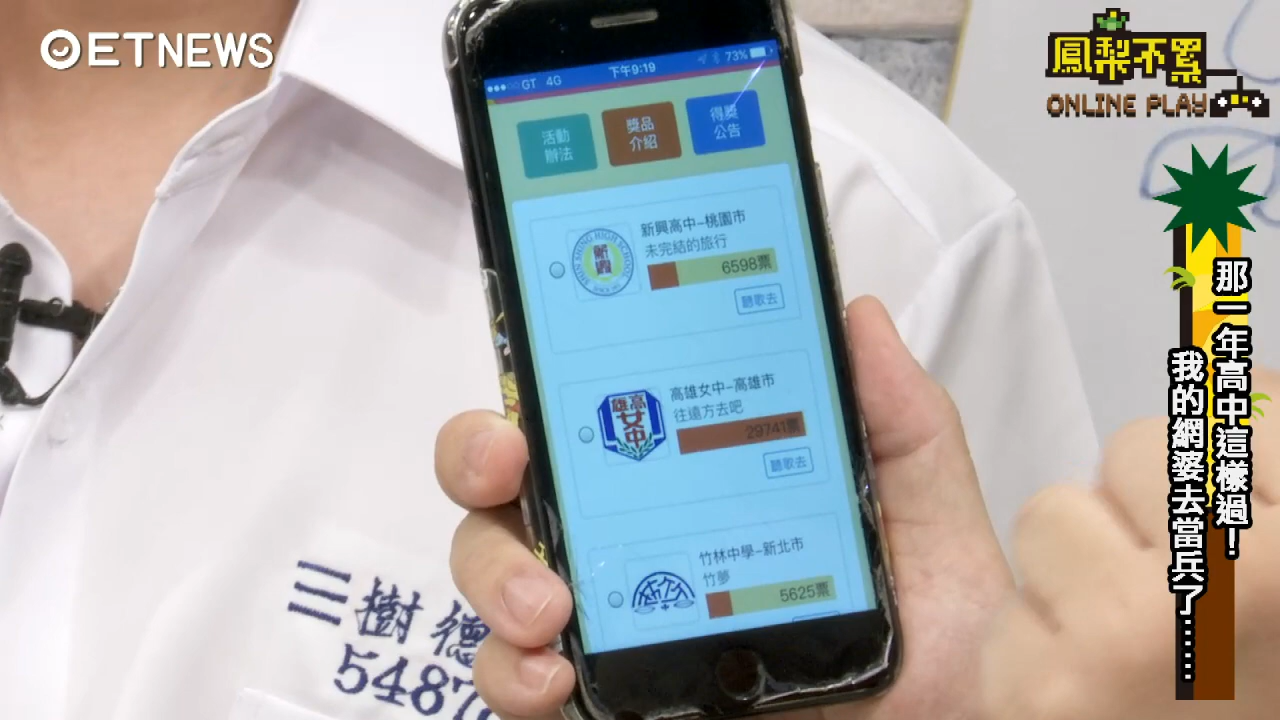 ETNEWS
鳳梨不累
ONLINE PLAY
那一年高中這樣過！
我的網婆去當兵了……
GT 4G 下午9:19 73%
活動
辦法
獎品
介紹
得獎
公告
新興高中-桃園市
未完結的旅行
6598票
聽歌去
高雄女中-高雄市
往遠方去吧
29741票
聽歌去
竹林中學-新北市
竹夢
5625票
高雄
女中
三樹德
5487